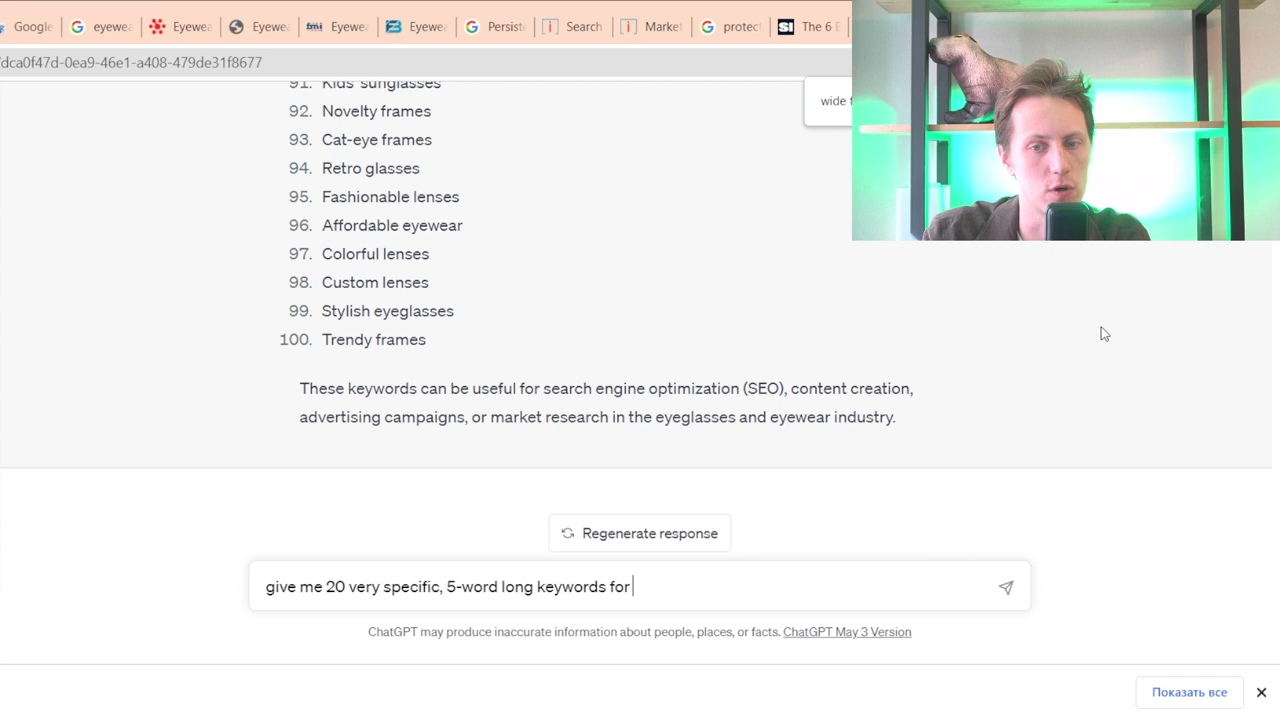 Google
eyewea
Eyewea
Eyewea
fmi Eyewea
Eyewea
Persiste
Search
Market
protect
SI The 6 E
dca0f47d-0ea9-46e1-a408-479de31f8677
91. Kids' sunglasses
wide f
92. Novelty frames
93. Cat-eye frames
94. Retro glasses
95. Fashionable lenses
96. Affordable eyewear
97. Colorful lenses
98. Custom lenses
99. Stylish eyeglasses
100. Trendy frames
These keywords can be useful for search engine optimization (SEO), content creation,
advertising campaigns, or market research in the eyeglasses and eyewear industry.
Regenerate response
give me 20 very specific, 5-word long keywords for
ChatGPT may produce inaccurate information about people, places, or facts. ChatGPT May 3 Version
Показать все